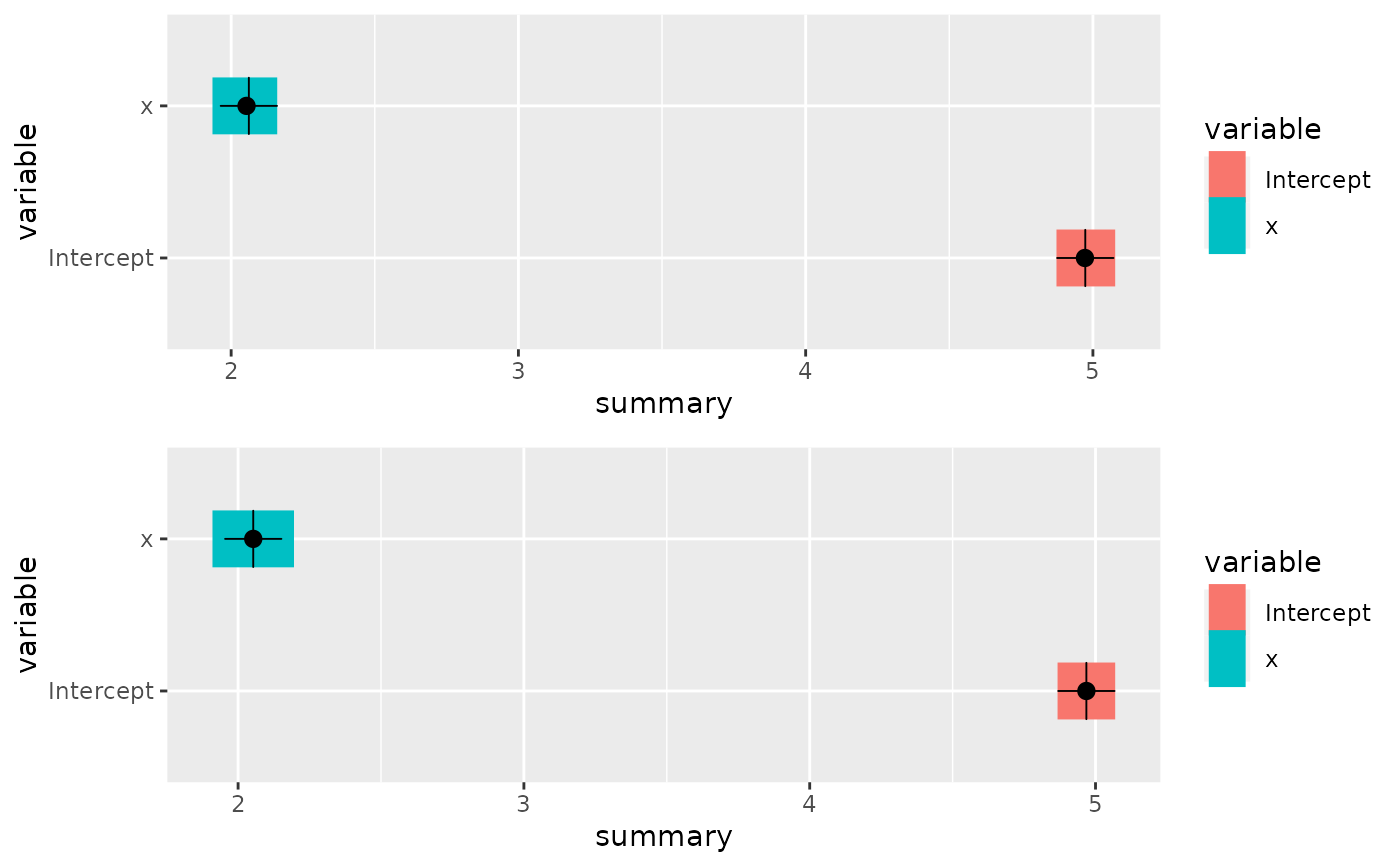 variable
x
Intercept
2 3 4 5
summary
variable
Intercept
x
variable
x
Intercept
2 3 4 5
summary
variable
Intercept
x